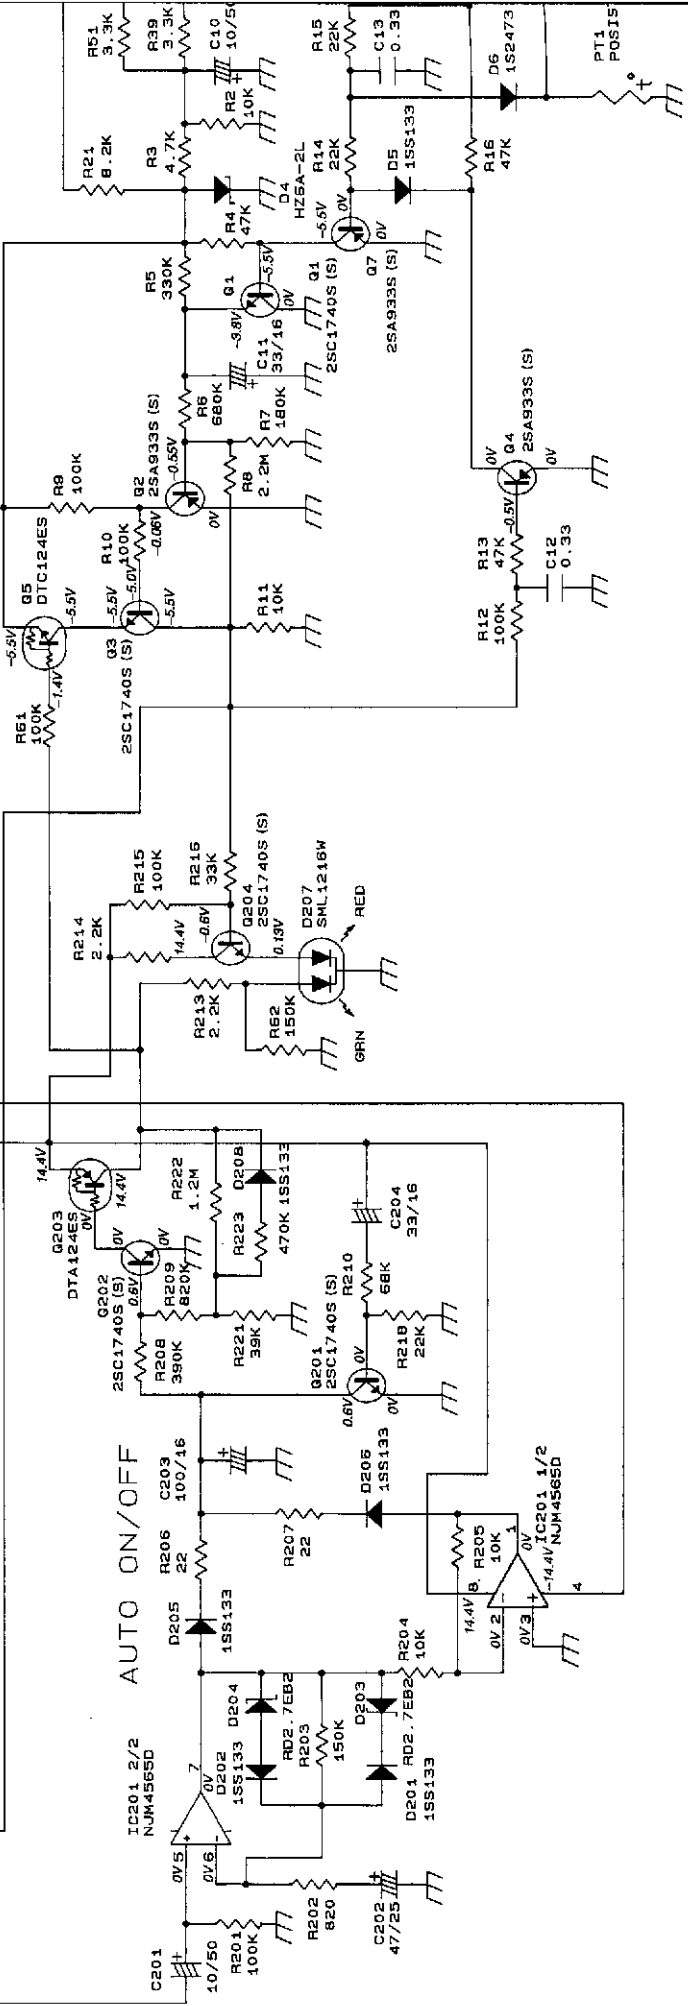 R51
3.3K
R39
3.3K
C10
10/50
R2
10K
R15
22K
C13
0.33
D6
1S2473
PT1
POSI5
t
R21
8.2K
R3
4.7K
D4
HZ6A-2L
R14
22K
D5
1SS133
R16
47K
R4
47K
R5
330K
Q1
-5.5V
0V
-3.8V
Q1
2SC1740S (S)
-5.5V
0V
0V
Q7
2SA933S (S)
C11
33/16
R6
680K
R7
180K
R8
2.2M
Q2
2SA933S (S)
-0.55V
-0.06V
0V
R9
100K
R10
100K
Q4
2SA933S (S)
0V
0V
-0.5V
R13
47K
C12
0.33
R12
100K
Q5
DTC124ES
-5.5V
-5.5V
-1.4V
-5.5V
-5.0V
-5.5V
Q3
2SC1740S (S)
R11
10K
R61
100K
R215
100K
R216
33K
R214
2.2K
14.4V
-0.6V
0.13V
Q204
2SC1740S (S)
D207
SML1216W
RED
GRN
R213
2.2K
R62
150K
14.4V
0V
14.4V
Q203
DTA124ES
0V
0V
0.6V
Q202
2SC1740S (S)
R222
1.2M
D208
1SS133
R223
470K
R209
820K
R208
390K
R221
39K
C204
33/16
R210
68K
R218
22K
Q201
2SC1740S (S)
0V
0.6V
0V
AUTO ON/OFF
C203
100/16
R206
22
D205
1SS133
R207
22
D206
1SS133
R205
10K
IC201 1/2
NJM4565D
1
0V
8
14.4V
-14.4V
4
0V 2
0V 3
-
+
R204
10K
D204
RD2.7EB2
D202
1SS133
R203
150K
D203
RD2.7EB2
D201
1SS133
IC201 2/2
NJM4565D
7
0V
0V 5
0V 6
+
-
C201
10/50
R201
100K
R202
820
C202
47/25